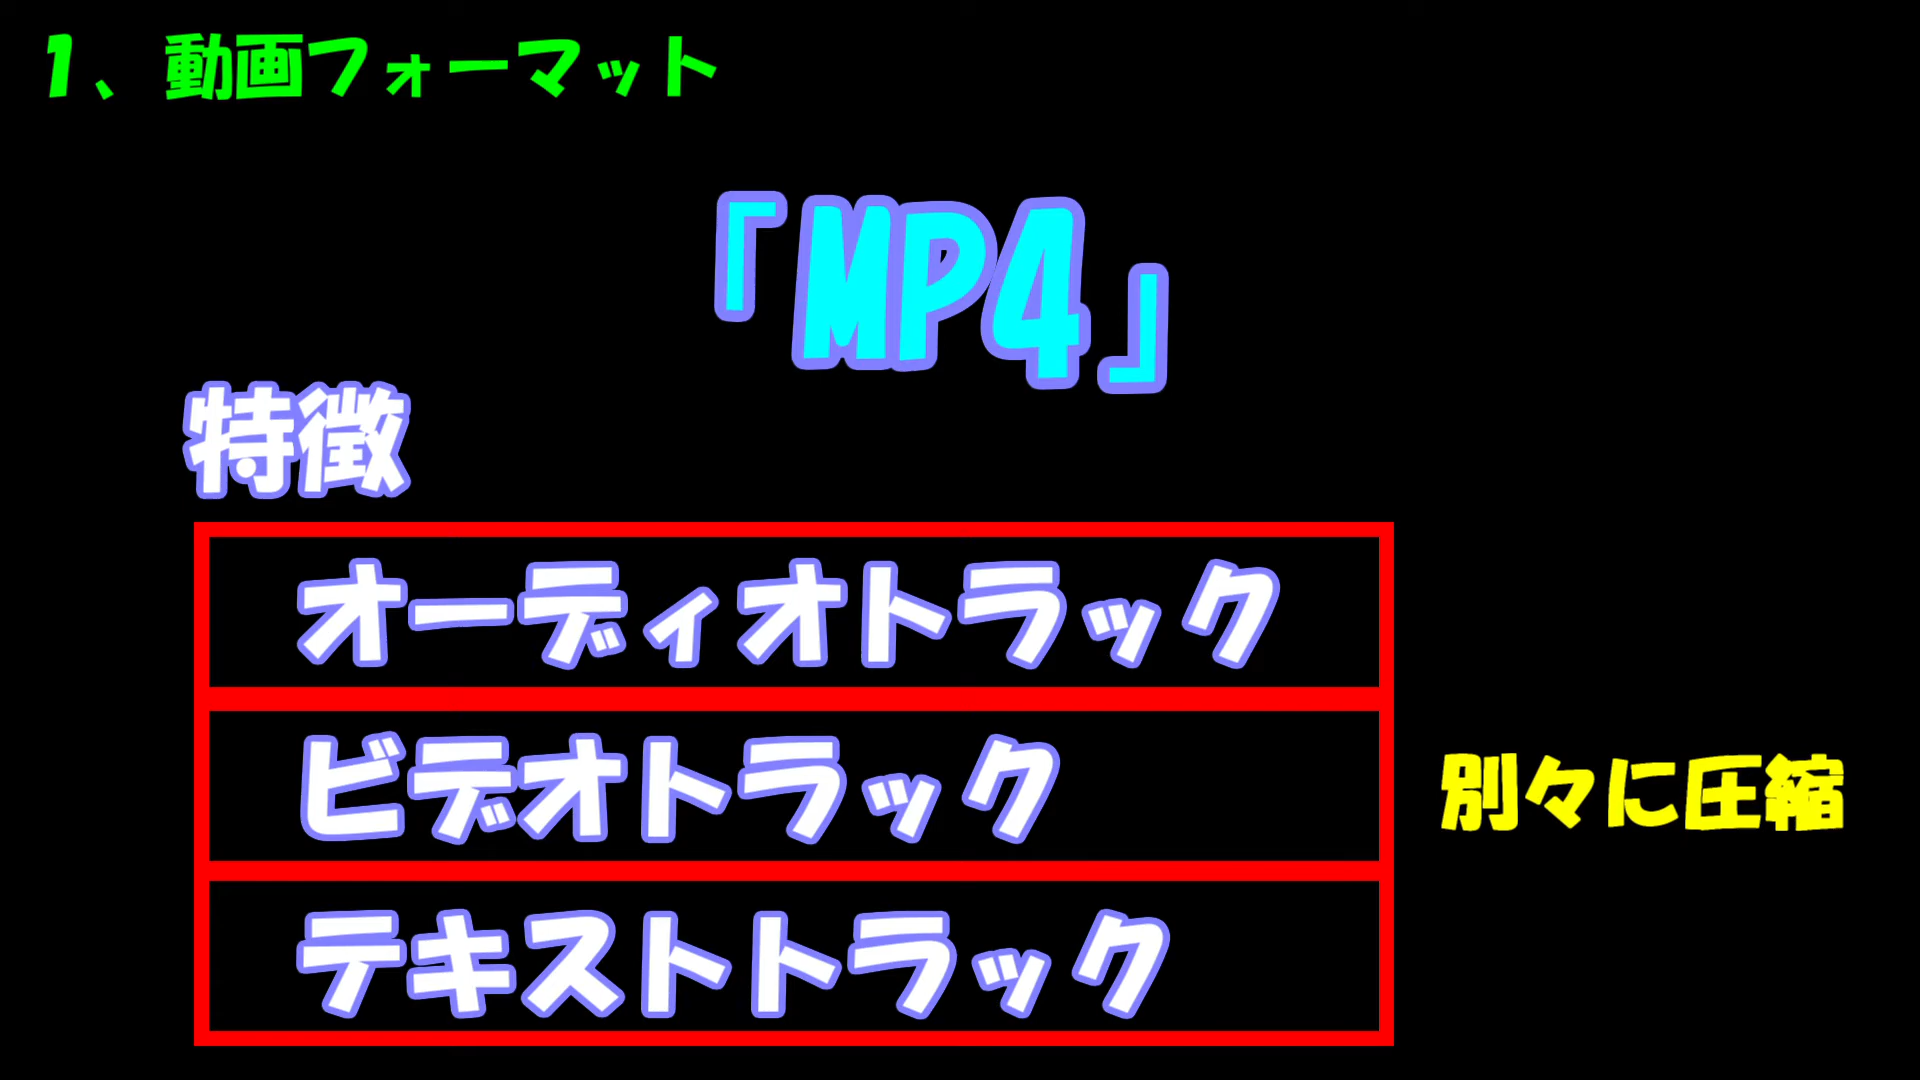 1、動画フォーマット
「MP4」
特徴
オーディオトラック
ビデオトラック
別々に圧縮
テキストトラック